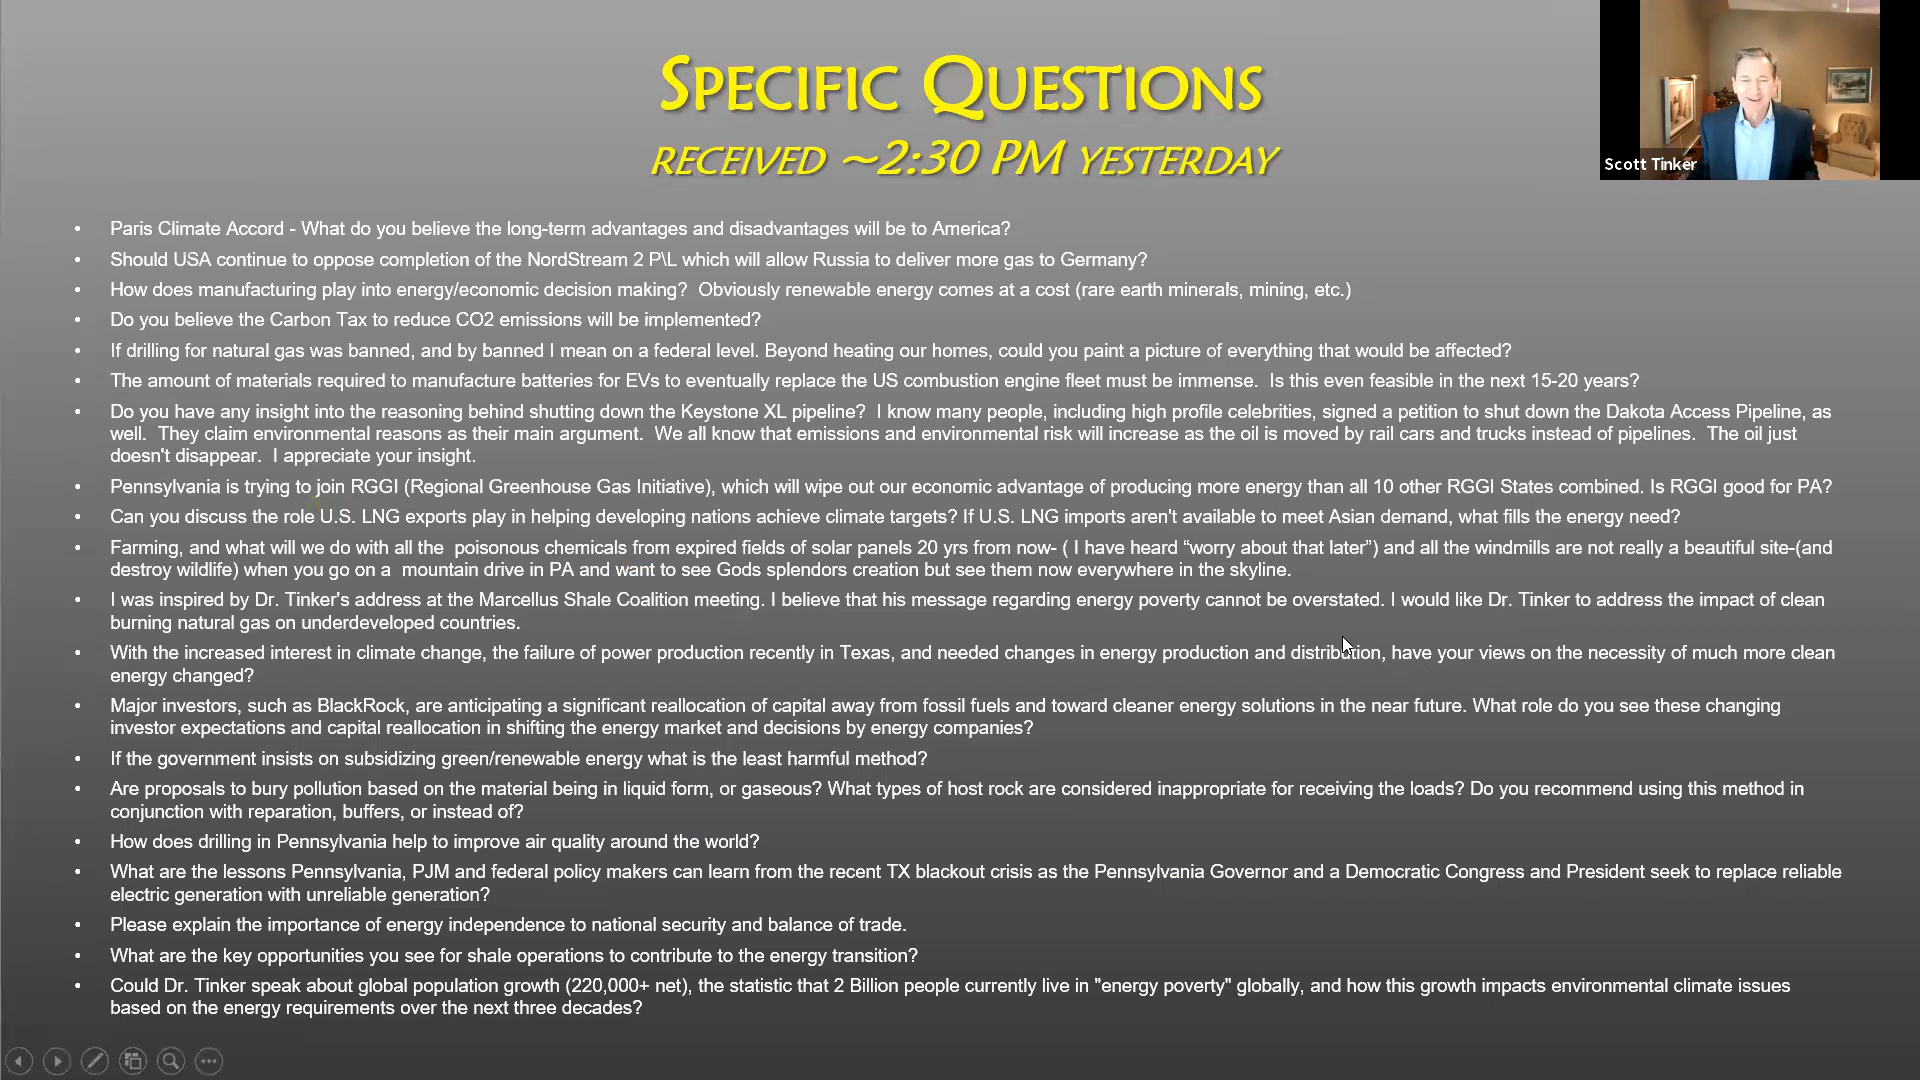 SPECIFIC QUESTIONS
RECEIVED ~2:30 PM YESTERDAY
Scott Tinker
• Paris Climate Accord - What do you believe the long-term advantages and disadvantages will be to America?
• Should USA continue to oppose completion of the NordStream 2 P\L which will allow Russia to deliver more gas to Germany?
• How does manufacturing play into energy/economic decision making?  Obviously renewable energy comes at a cost (rare earth minerals, mining, etc.)
• Do you believe the Carbon Tax to reduce CO2 emissions will be implemented?
• If drilling for natural gas was banned, and by banned I mean on a federal level. Beyond heating our homes, could you paint a picture of everything that would be affected?
• The amount of materials required to manufacture batteries for EVs to eventually replace the US combustion engine fleet must be immense.  Is this even feasible in the next 15-20 years?
• Do you have any insight into the reasoning behind shutting down the Keystone XL pipeline?  I know many people, including high profile celebrities, signed a petition to shut down the Dakota Access Pipeline, as
well.  They claim environmental reasons as their main argument.  We all know that emissions and environmental risk will increase as the oil is moved by rail cars and trucks instead of pipelines.  The oil just
doesn't disappear.  I appreciate your insight.
• Pennsylvania is trying to join RGGI (Regional Greenhouse Gas Initiative), which will wipe out our economic advantage of producing more energy than all 10 other RGGI States combined. Is RGGI good for PA?
• Can you discuss the role U.S. LNG exports play in helping developing nations achieve climate targets? If U.S. LNG imports aren't available to meet Asian demand, what fills the energy need?
• Farming, and what will we do with all the  poisonous chemicals from expired fields of solar panels 20 yrs from now- ( I have heard “worry about that later”) and all the windmills are not really a beautiful site-(and
destroy wildlife) when you go on a  mountain drive in PA and want to see Gods splendors creation but see them now everywhere in the skyline.
• I was inspired by Dr. Tinker's address at the Marcellus Shale Coalition meeting. I believe that his message regarding energy poverty cannot be overstated. I would like Dr. Tinker to address the impact of clean
burning natural gas on underdeveloped countries.
• With the increased interest in climate change, the failure of power production recently in Texas, and needed changes in energy production and distribution, have your views on the necessity of much more clean
energy changed?
• Major investors, such as BlackRock, are anticipating a significant reallocation of capital away from fossil fuels and toward cleaner energy solutions in the near future. What role do you see these changing
investor expectations and capital reallocation in shifting the energy market and decisions by energy companies?
• If the government insists on subsidizing green/renewable energy what is the least harmful method?
• Are proposals to bury pollution based on the material being in liquid form, or gaseous? What types of host rock are considered inappropriate for receiving the loads? Do you recommend using this method in
conjunction with reparation, buffers, or instead of?
• How does drilling in Pennsylvania help to improve air quality around the world?
• What are the lessons Pennsylvania, PJM and federal policy makers can learn from the recent TX blackout crisis as the Pennsylvania Governor and a Democratic Congress and President seek to replace reliable
electric generation with unreliable generation?
• Please explain the importance of energy independence to national security and balance of trade.
• What are the key opportunities you see for shale operations to contribute to the energy transition?
• Could Dr. Tinker speak about global population growth (220,000+ net), the statistic that 2 Billion people currently live in "energy poverty" globally, and how this growth impacts environmental climate issues
based on the energy requirements over the next three decades?